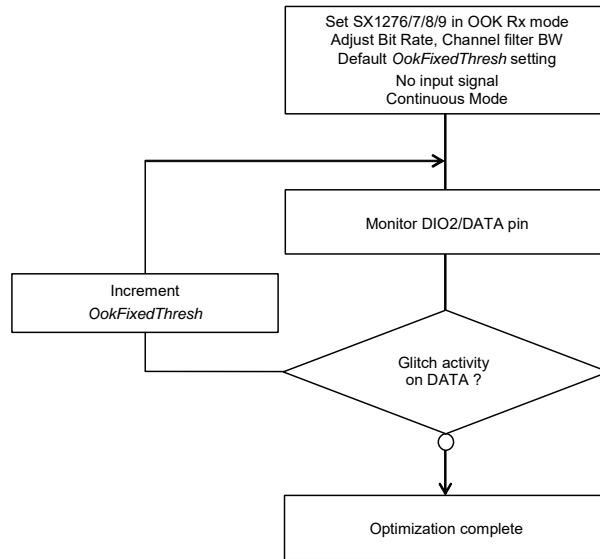 Set SX1276/7/8/9 in OOK Rx mode
Adjust Bit Rate, Channel filter BW
Default OokFixedThresh setting
No input signal
Continuous Mode
Monitor DIO2/DATA pin
Increment
OokFixedThresh
Glitch activity
on DATA ?
Optimization complete